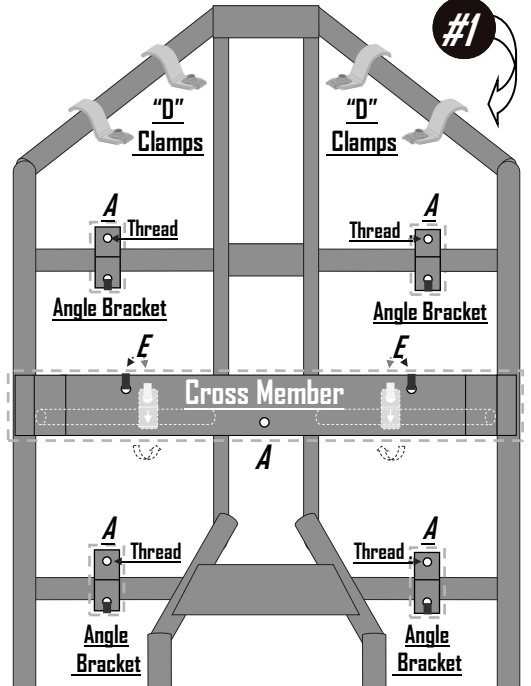 #1
“D”
Clamps
“D”
Clamps
A
Thread
A
Thread
Angle Bracket
Angle Bracket
E
E
Cross Member
A
A
Thread
A
Thread
Angle
Bracket
Angle
Bracket